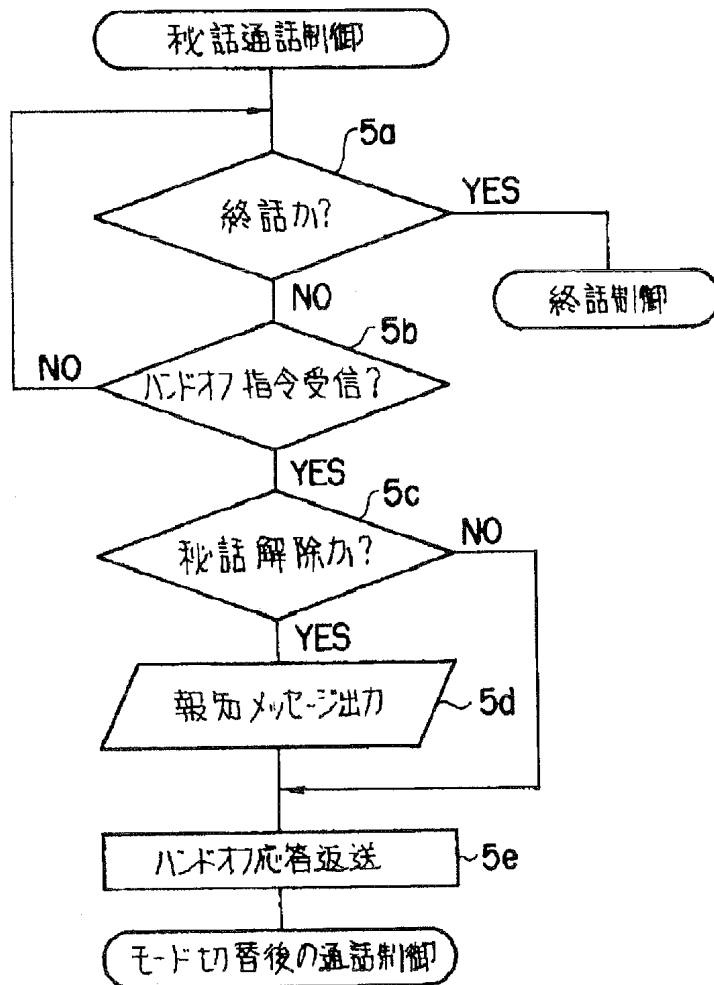 秘話通話制御
5a
終話か?
YES
終話制御
NO
5b
NO
ハンドオフ指令受信?
YES
5c
秘話解除か?
NO
YES
報知メッセージ出力
5d
ハンドオフ応答返送
5e
モード切替後の通話制御